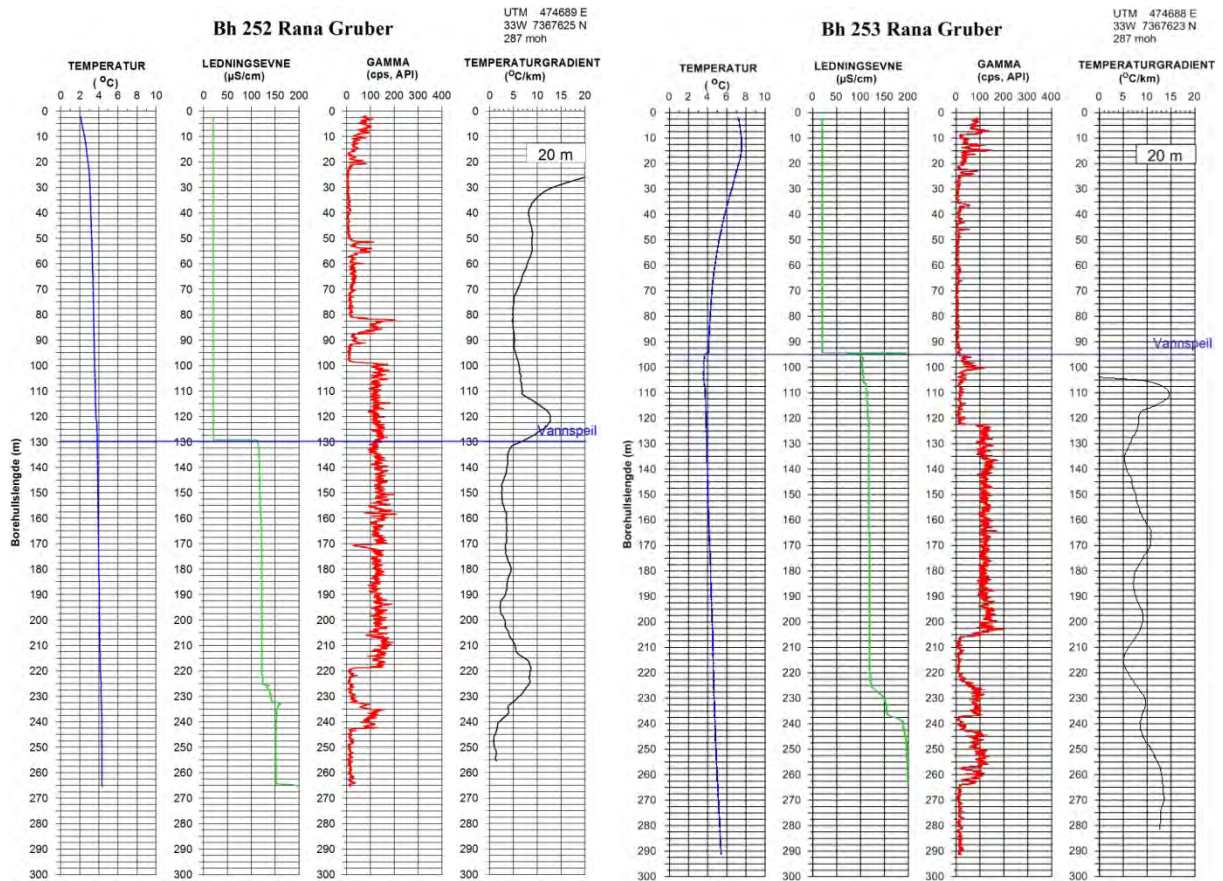 Bh 252 Rana Gruber
UTM 474689 E
33W 7367625 N
287 moh
TEMPERATUR
( °C)
LEDNINGSEVNE
(µS/cm)
GAMMA
(cps, API)
TEMPERATURGRADIENT
(°C/km)
0 2 4 6 8 10
0 50 100 150 200
0 100 200 300 400
0 5 10 15 20
20 m
Vannspeil
Borehullslengde (m)
0
10
20
30
40
50
60
70
80
90
100
110
120
130
140
150
160
170
180
190
200
210
220
230
240
250
260
270
280
290
300
Bh 253 Rana Gruber
UTM 474688 E
33W 7367623 N
287 moh
TEMPERATUR
( °C)
LEDNINGSEVNE
(µS/cm)
GAMMA
(cps, API)
TEMPERATURGRADIENT
(°C/km)
0 2 4 6 8 10
0 50 100 150 200
0 100 200 300 400
0 5 10 15 20
20 m
Vannspeil
Borehullslengde (m)
0
10
20
30
40
50
60
70
80
90
100
110
120
130
140
150
160
170
180
190
200
210
220
230
240
250
260
270
280
290
300